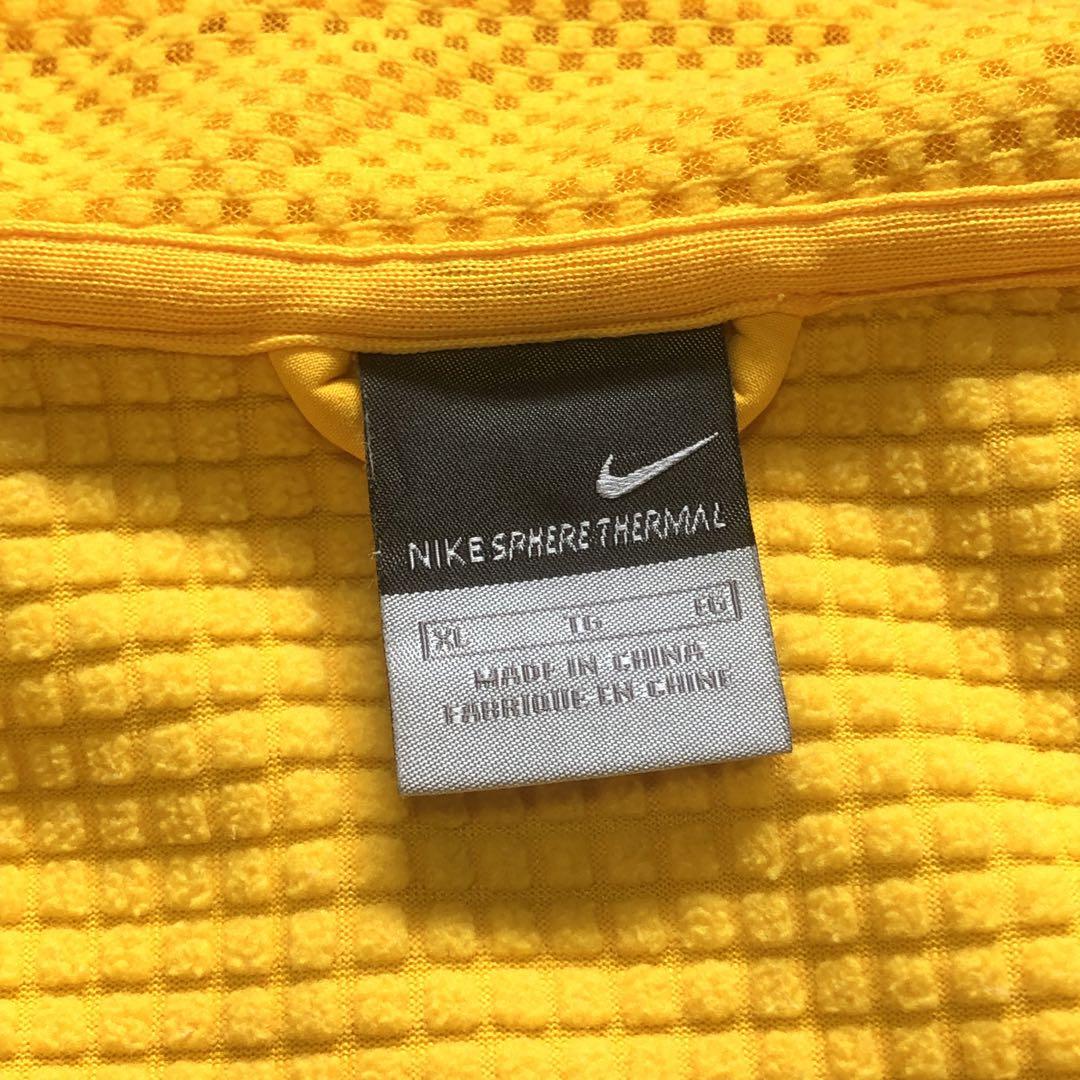 NIKE SPHERE THERMAL
XL TG EG
MADE IN CHINA
FABRIQUE EN CHINE